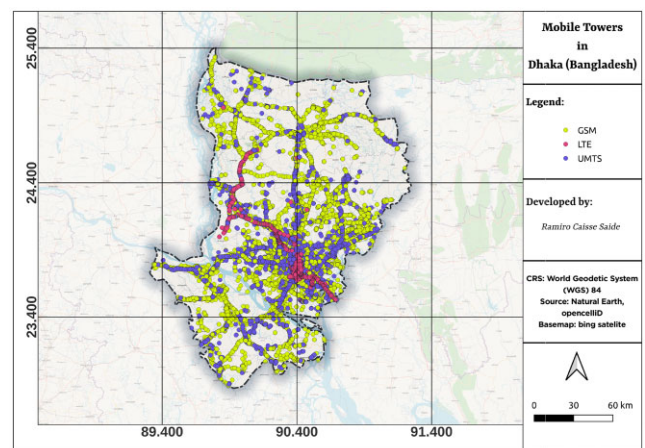 Mobile Towers
in
Dhaka (Bangladesh)
Legend:
GSM
LTE
UMTS
Developed by:
Ramiro Caisse Saide
CRS: World Geodetic System
(WGS) 84
Source: Natural Earth,
opencelliD
Basemap: bing satelite
0 30 60 km
25.400
24.400
23.400
89.400 90.400 91.400